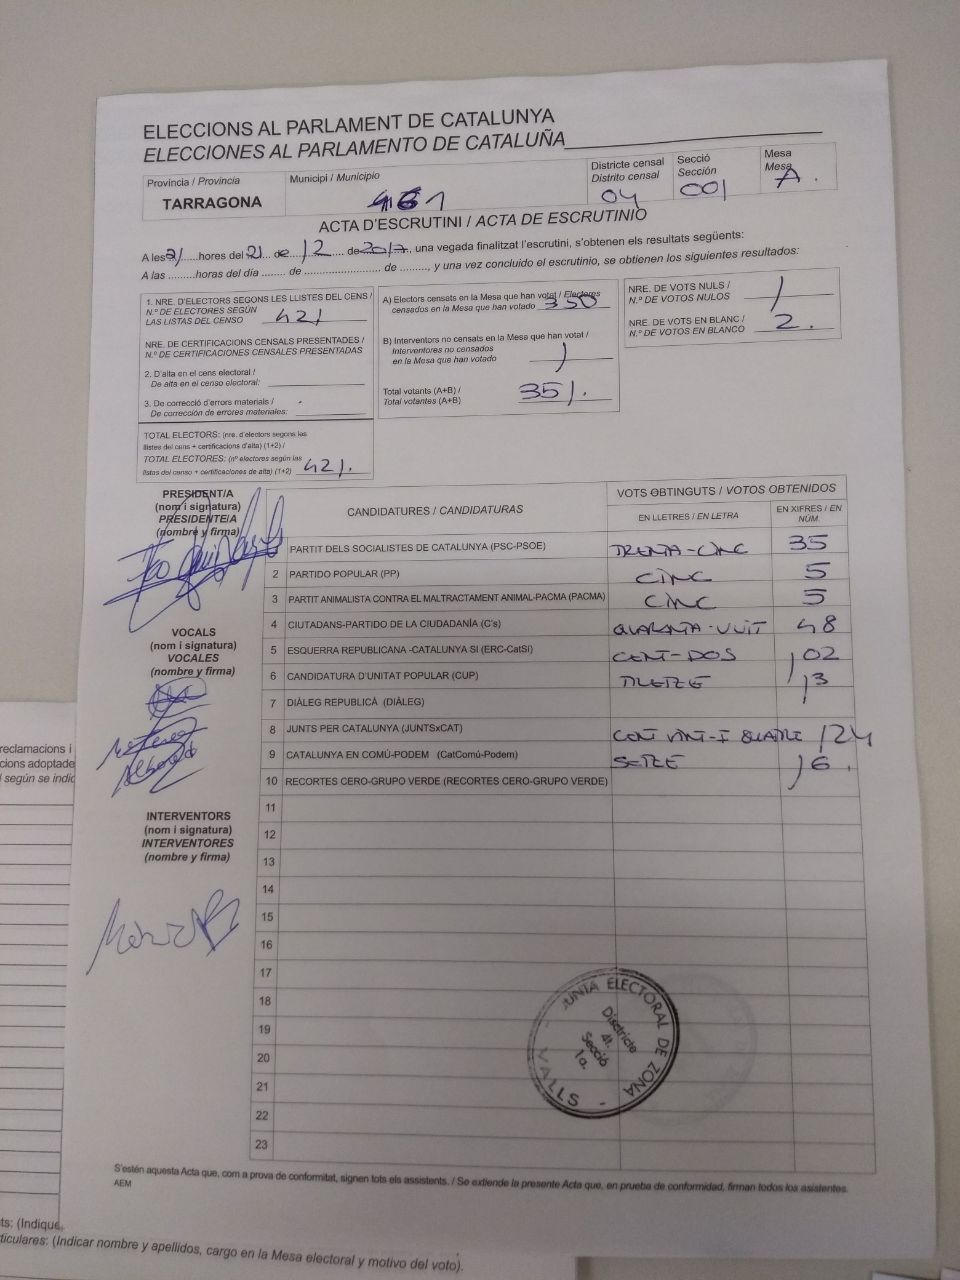 ELECCIONS AL PARLAMENT DE CATALUNYA
ELECCIONES AL PARLAMENTO DE CATALUÑA
Província / Provincia
TARRAGONA
Municipi / Municipio
161
Districte censal
Distrito censal
04
Secció
Sección
001
Mesa
Mesa
A.
ACTA D'ESCRUTINI / ACTA DE ESCRUTINIO
A les 21 hores del 21 de 12 de 2017, una vegada finalitzat l'escrutini, s'obtenen els resultats següents:
A las ......... horas del día ........ de ........................ de ........., y una vez concluido el escrutinio, se obtienen los siguientes resultados:
1. NRE. D'ELECTORS SEGONS LES LLISTES DEL CENS /
N.º DE ELECTORES SEGÚN
LAS LISTAS DEL CENSO 421
NRE. DE CERTIFICACIONS CENSALS PRESENTADES /
N.º DE CERTIFICACIONES CENSALES PRESENTADAS
2. D'alta en el cens electoral /
De alta en el censo electoral:
3. De correcció d'errors materials /
De corrección de errores materiales:
TOTAL ELECTORS: (nre. d'electors segons les
llistes del cens + certificacions d'alta) (1+2) /
TOTAL ELECTORES: (nº electores según las
listas del censo + certificaciones de alta) (1+2) 421.
A) Electors censats en la Mesa que han votat / Electores
censados en la Mesa que han votado 350
B) Interventors no censats en la Mesa que han votat /
Interventores no censados
en la Mesa que han votado 1
Total votants (A+B) /
Total votantes (A+B) 351.
NRE. DE VOTS NULS /
N.º DE VOTOS NULOS 1
NRE. DE VOTS EN BLANC /
N.º DE VOTOS EN BLANCO 2.
PRESIDENT/A
(nom i signatura)
PRESIDENTE/A
(nombre y firma)
VOCALS
(nom i signatura)
VOCALES
(nombre y firma)
INTERVENTORS
(nom i signatura)
INTERVENTORES
(nombre y firma)
CANDIDATURES / CANDIDATURAS
VOTS OBTINGUTS / VOTOS OBTENIDOS
EN LLETRES / EN LETRA
EN XIFRES / EN NÚM.
PARTIT DELS SOCIALISTES DE CATALUNYA (PSC-PSOE) TRENTA-CINC 35
2 PARTIDO POPULAR (PP) CINC 5
3 PARTIT ANIMALISTA CONTRA EL MALTRACTAMENT ANIMAL-PACMA (PACMA) CINC 5
4 CIUTADANS-PARTIDO DE LA CIUDADANÍA (C's) QUARANTA-VUIT 48
5 ESQUERRA REPUBLICANA -CATALUNYA SI (ERC-CatSí) CENT-DOS 102
6 CANDIDATURA D'UNITAT POPULAR (CUP) TRETZE 13
7 DIÀLEG REPUBLICÀ (DIÀLEG)
8 JUNTS PER CATALUNYA (JUNTSxCAT) CENT VINT-I QUATRE 124
9 CATALUNYA EN COMÚ-PODEM (CatComú-Podem) SETZE 16.
10 RECORTES CERO-GRUPO VERDE (RECORTES CERO-GRUPO VERDE)
11
12
13
14
15
16
17
18
19
20
21
22
23
JUNTA ELECTORAL DE ZONA - VALLS -
Disctricte
4t.
Secció
1a.
S'estén aquesta Acta que, com a prova de conformitat, signen tots els assistents. / Se extiende la presente Acta que, en prueba de conformidad, firman todos los asistentes.
AEM
reclamacions i
cions adoptade
según se indic
ts: (Indique
ticulares: (Indicar nombre y apellidos, cargo en la Mesa electoral y motivo del voto).